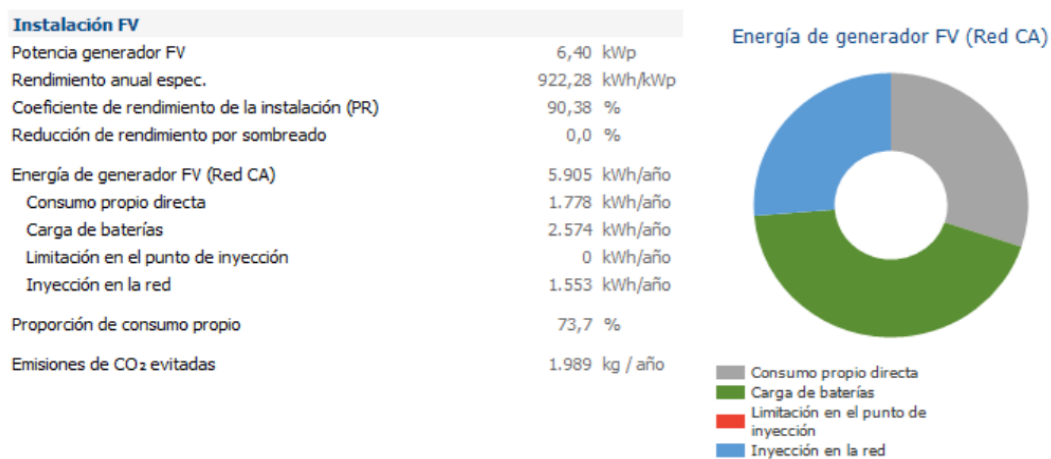 Instalación FV
Potencia generador FV 6,40 kWp
Rendimiento anual espec. 922,28 kWh/kWp
Coeficiente de rendimiento de la instalación (PR) 90,38 %
Reducción de rendimiento por sombreado 0,0 %
Energía de generador FV (Red CA) 5.905 kWh/año
Consumo propio directa 1.778 kWh/año
Carga de baterías 2.574 kWh/año
Limitación en el punto de inyección 0 kWh/año
Inyección en la red 1.553 kWh/año
Proporción de consumo propio 73,7 %
Emisiones de CO₂ evitadas 1.989 kg / año
Energía de generador FV (Red CA)
Consumo propio directa
Carga de baterías
Limitación en el punto de
inyección
Inyección en la red